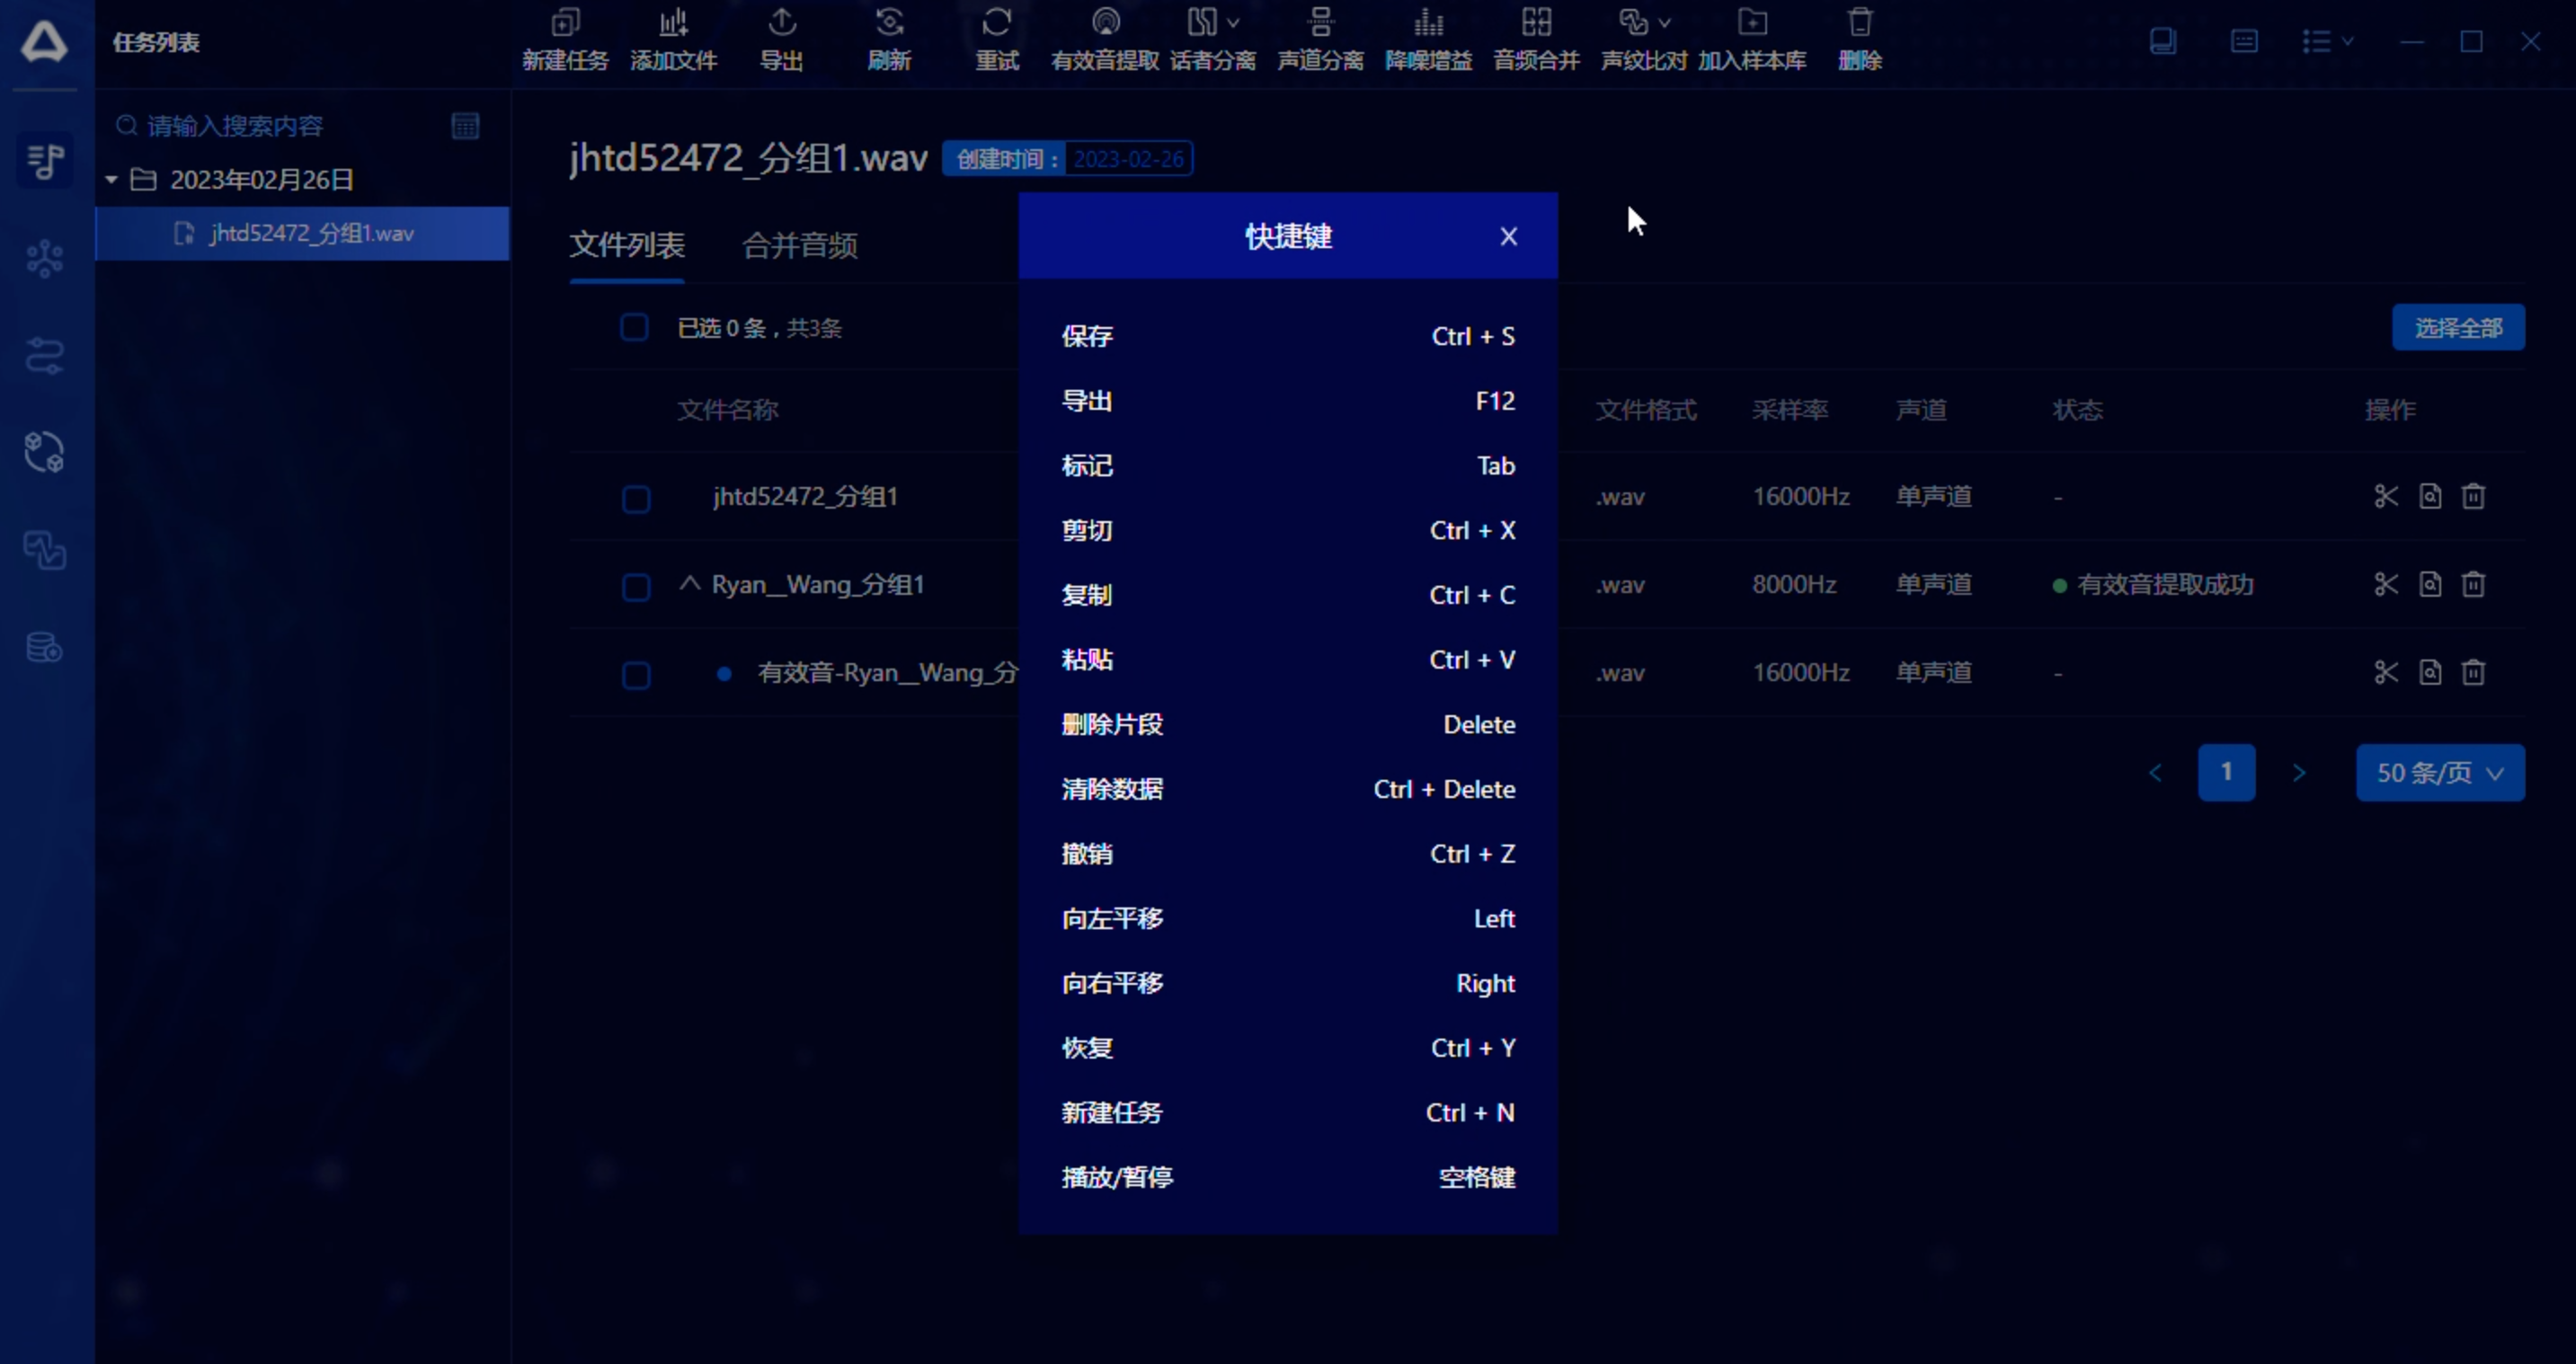 任务列表
新建任务 添加文件 导出 刷新 重试 有效音提取 话者分离 声道分离 降噪增益 音频合并 声纹比对 加入样本库 删除
请输入搜索内容
2023年02月26日
jhtd52472_分组1.wav
jhtd52472_分组1.wav 创建时间： 2023-02-26
文件列表 合并音频
已选 0 条，共3条 选择全部
文件名称 文件格式 采样率 声道 状态 操作
jhtd52472_分组1 .wav 16000Hz 单声道 -
Ryan__Wang_分组1 .wav 8000Hz 单声道 有效音提取成功
有效音-Ryan__Wang_分 .wav 16000Hz 单声道 -
1 50 条/页
快捷键
保存 Ctrl + S
导出 F12
标记 Tab
剪切 Ctrl + X
复制 Ctrl + C
粘贴 Ctrl + V
删除片段 Delete
清除数据 Ctrl + Delete
撤销 Ctrl + Z
向左平移 Left
向右平移 Right
恢复 Ctrl + Y
新建任务 Ctrl + N
播放/暂停 空格键